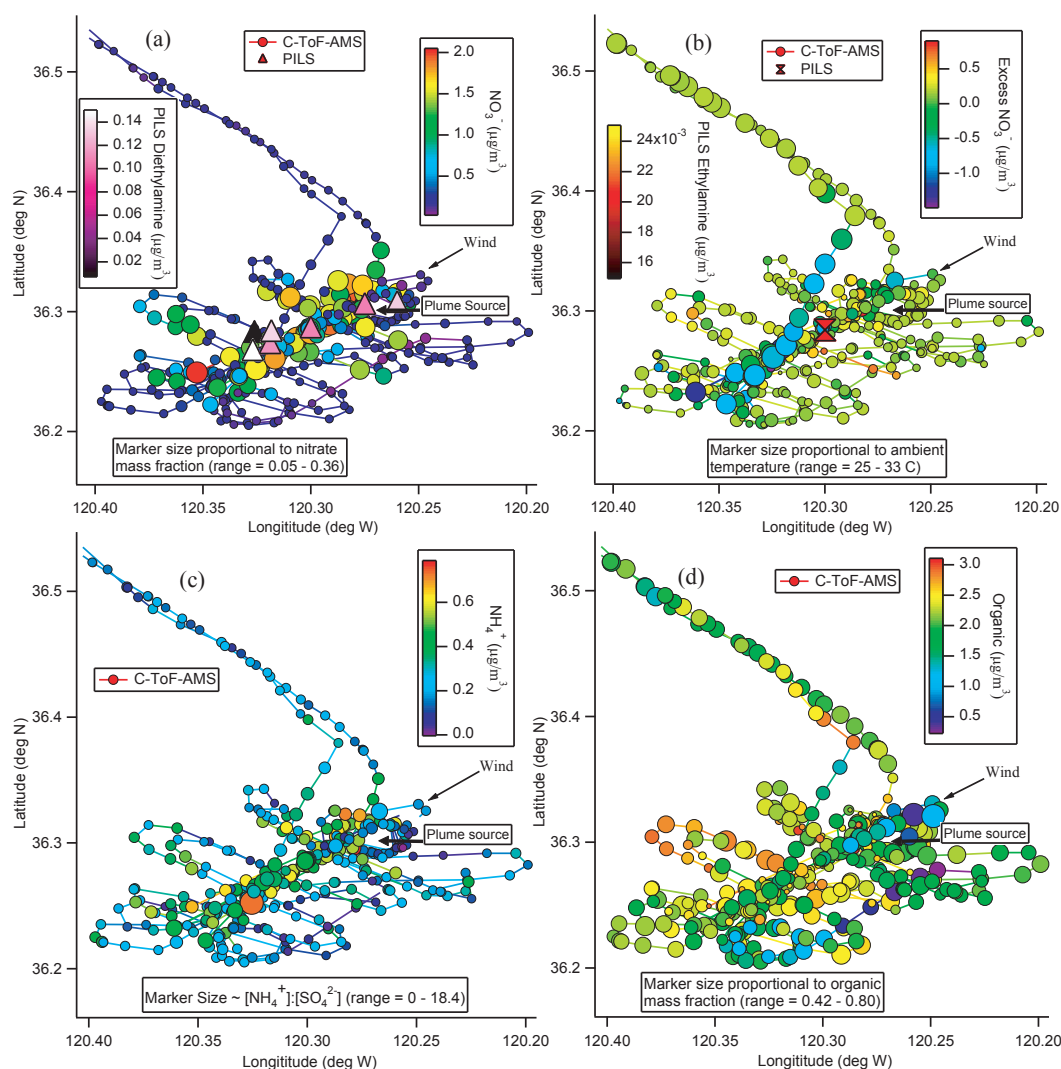 (a)
C-ToF-AMS
PILS
NO3- (µg/m3)
2.0
1.5
1.0
0.5
PILS Diethylamine (µg/m3)
0.14
0.12
0.10
0.08
0.06
0.04
0.02
Wind
Plume Source
Marker size proportional to nitrate
mass fraction (range = 0.05 - 0.36)
Latitude (deg N)
36.5
36.4
36.3
36.2
120.40
120.35
120.30
120.25
120.20
Longtitude (deg W)
(b)
C-ToF-AMS
PILS
Excess NO3- (µg/m3)
0.5
0.0
-0.5
-1.0
PILS Ethylamine (µg/m3)
24x10-3
22
20
18
16
Wind
Plume source
Marker size proportional to ambient
temperature (range = 25 - 33 C)
Latitude (deg N)
36.5
36.4
36.3
36.2
120.40
120.35
120.30
120.25
120.20
Longtitude (deg W)
(c)
C-ToF-AMS
NH4+ (µg/m3)
0.6
0.4
0.2
0.0
Wind
Plume source
Marker Size ~ [NH4+]:[SO42-] (range = 0 - 18.4)
Latitude (deg N)
36.5
36.4
36.3
36.2
120.40
120.35
120.30
120.25
120.20
Longtitude (deg W)
(d)
C-ToF-AMS
Organic (µg/m3)
3.0
2.5
2.0
1.5
1.0
0.5
Wind
Plume source
Marker size proportional to organic
mass fraction (range = 0.42 - 0.80)
Latitude (deg N)
36.5
36.4
36.3
36.2
120.40
120.35
120.30
120.25
120.20
Longtitude (deg W)